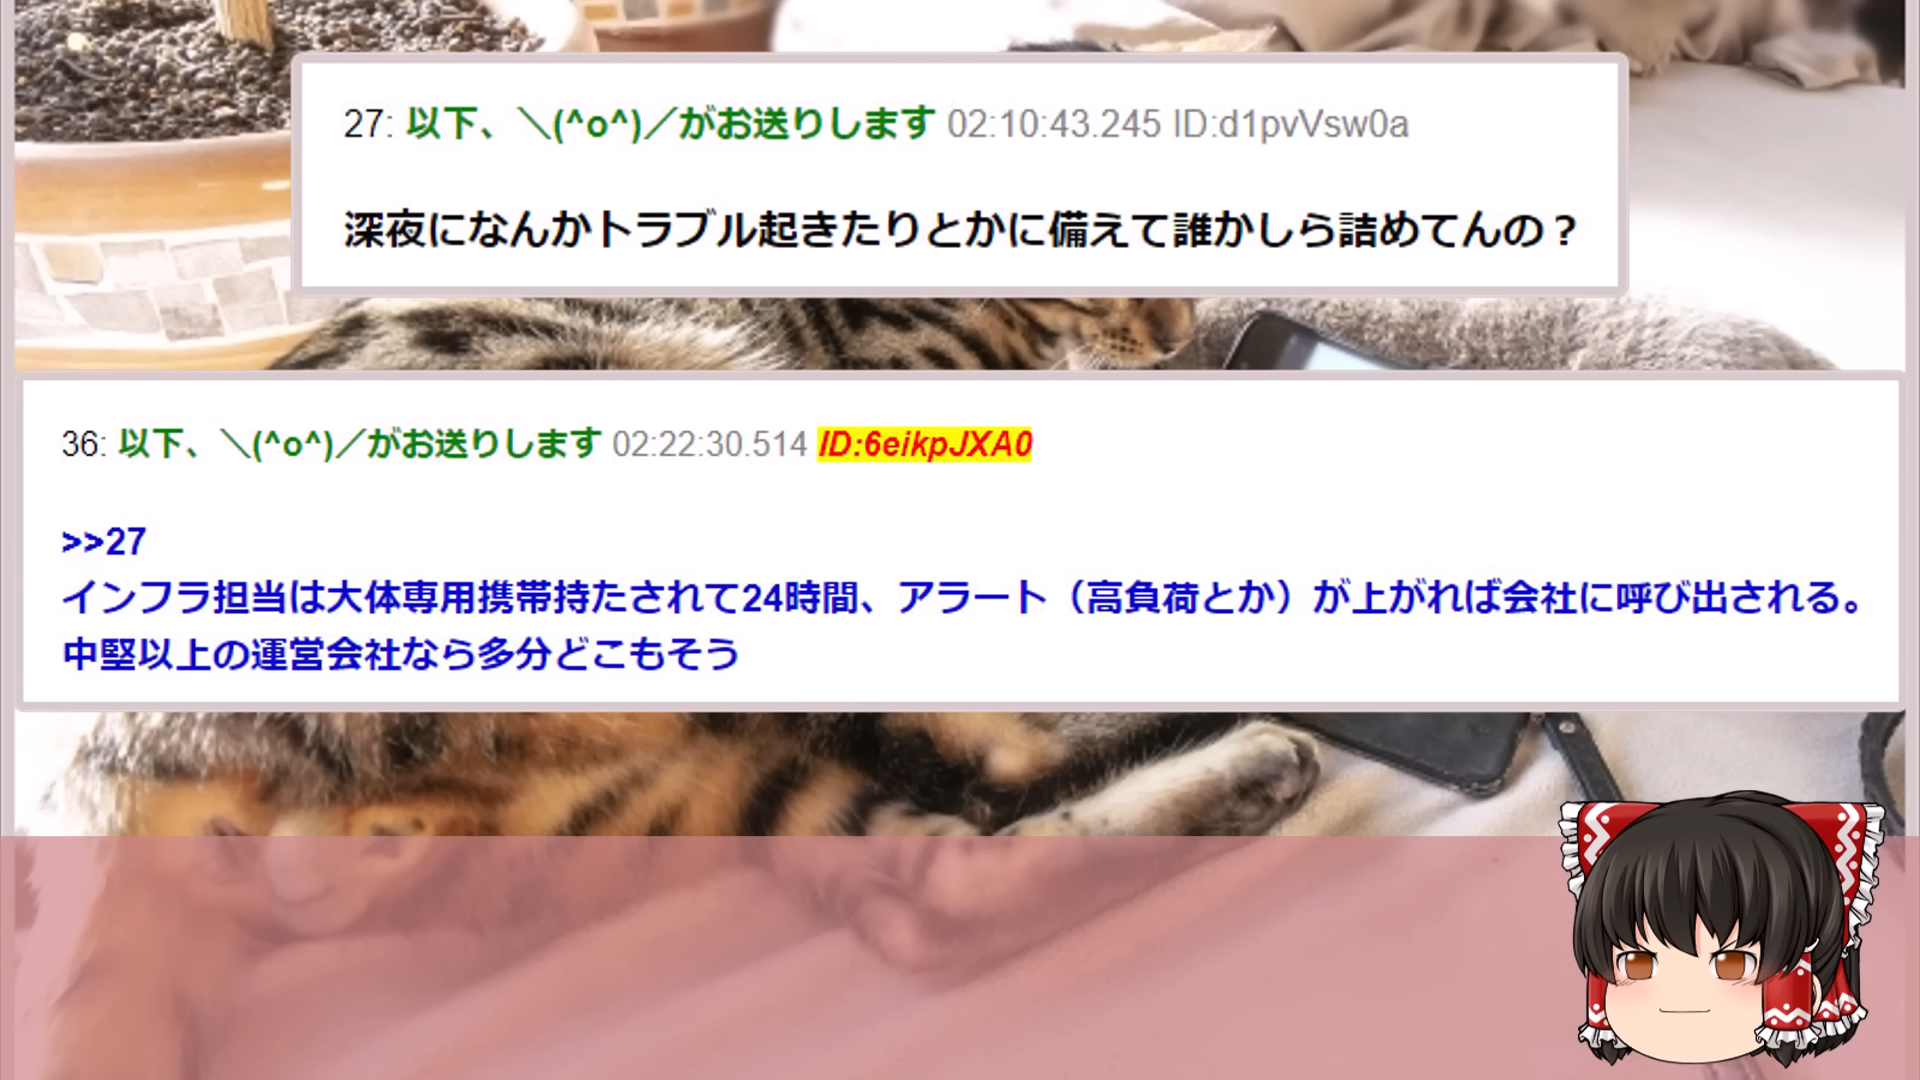 27: 以下、＼(^o^)／がお送りします 02:10:43.245 ID:d1pvVsw0a
深夜になんかトラブル起きたりとかに備えて誰かしら詰めてんの？
36: 以下、＼(^o^)／がお送りします 02:22:30.514 ID:6eikpJXA0
>>27
インフラ担当は大体専用携帯持たされて24時間、アラート（高負荷とか）が上がれば会社に呼び出される。
中堅以上の運営会社なら多分どこもそう